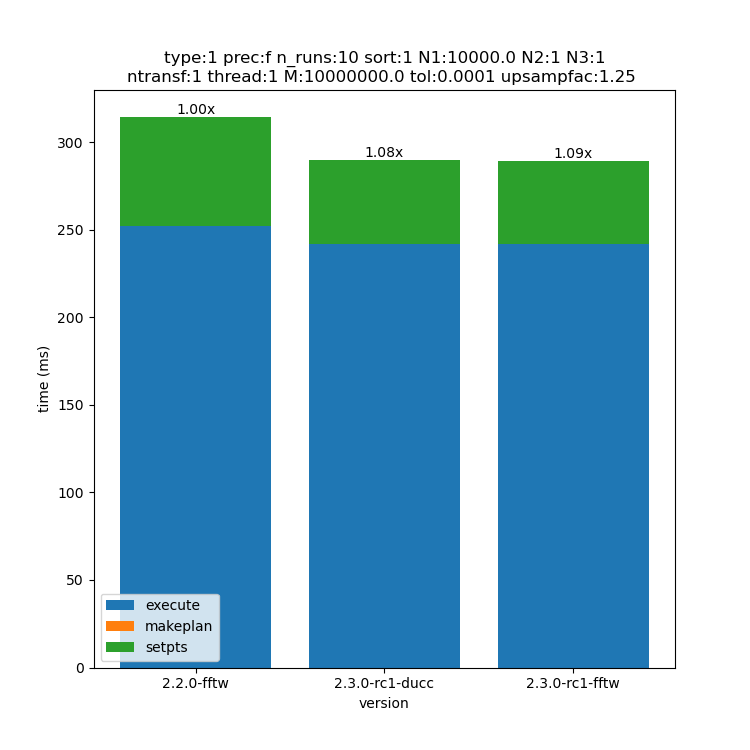 type:1 prec:f n_runs:10 sort:1 N1:10000.0 N2:1 N3:1
ntransf:1 thread:1 M:10000000.0 tol:0.0001 upsampfac:1.25
1.00x
1.08x
1.09x
300
250
200
150
100
50
0
time (ms)
execute
makeplan
setpts
2.2.0-fftw
2.3.0-rc1-ducc
2.3.0-rc1-fftw
version